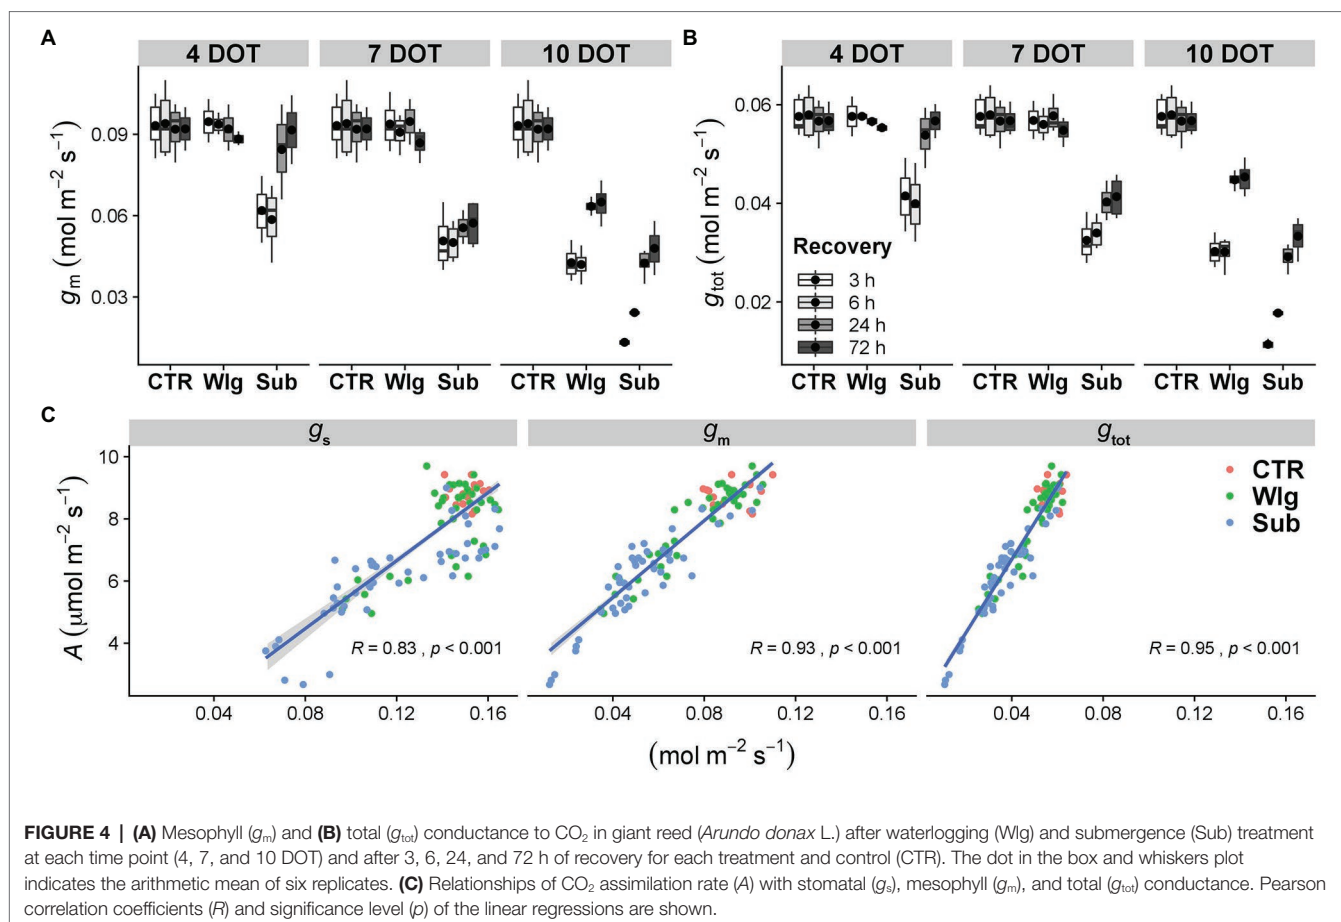 A
B
4 DOT 7 DOT 10 DOT
4 DOT 7 DOT 10 DOT
gm (mol m−2 s−1)
0.09
0.06
0.03
CTR Wlg Sub CTR Wlg Sub CTR Wlg Sub
gtot (mol m−2 s−1)
0.06
0.04
0.02
Recovery
3 h
6 h
24 h
72 h
CTR Wlg Sub CTR Wlg Sub CTR Wlg Sub
C
gs gm gtot
A (μmol m−2 s−1)
10
8
6
4
CTR
Wlg
Sub
R = 0.83 , p < 0.001 R = 0.93 , p < 0.001 R = 0.95 , p < 0.001
0.04 0.08 0.12 0.16 0.04 0.08 0.12 0.16 0.04 0.08 0.12 0.16
(mol m−2 s−1)
FIGURE 4 | (A) Mesophyll (gm) and (B) total (gtot) conductance to CO2 in giant reed (Arundo donax L.) after waterlogging (Wlg) and submergence (Sub) treatment
at each time point (4, 7, and 10 DOT) and after 3, 6, 24, and 72 h of recovery for each treatment and control (CTR). The dot in the box and whiskers plot
indicates the arithmetic mean of six replicates. (C) Relationships of CO2 assimilation rate (A) with stomatal (gs), mesophyll (gm), and total (gtot) conductance. Pearson
correlation coefficients (R) and significance level (p) of the linear regressions are shown.